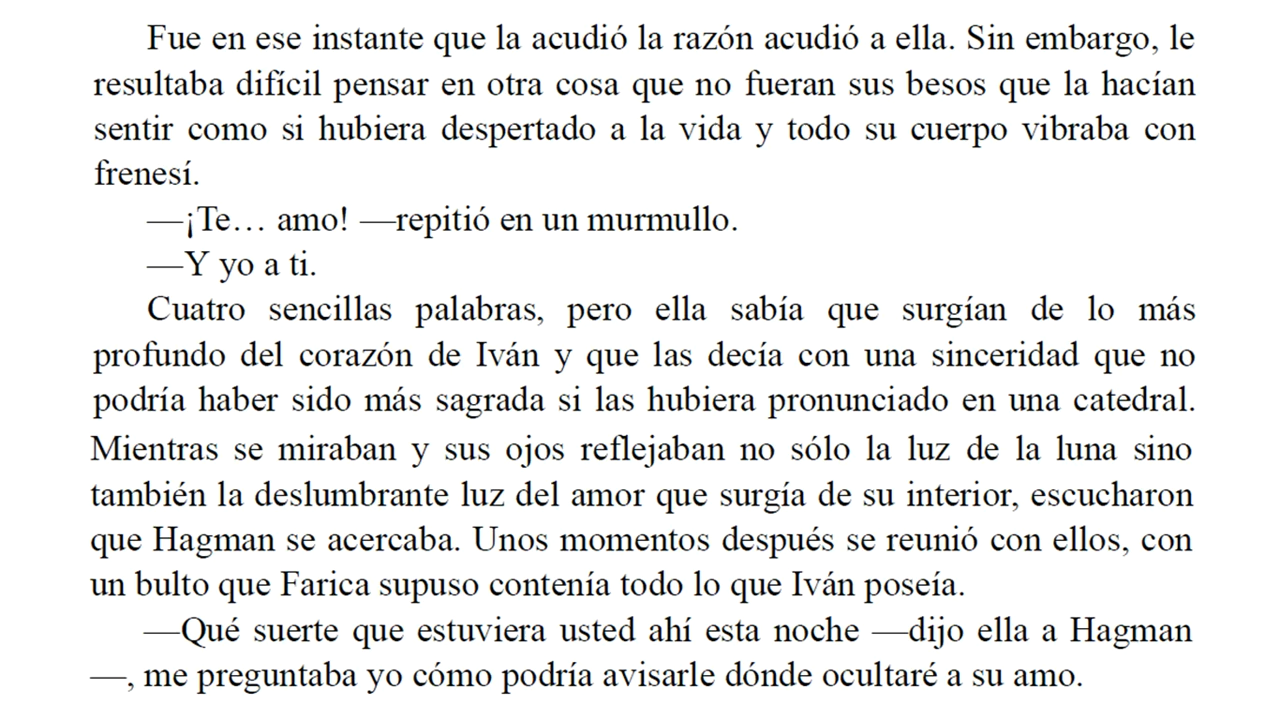 Fue en ese instante que la acudió la razón acudió a ella. Sin embargo, le
resultaba difícil pensar en otra cosa que no fueran sus besos que la hacían
sentir como si hubiera despertado a la vida y todo su cuerpo vibraba con
frenesí.
—¡Te… amo! —repitió en un murmullo.
—Y yo a ti.
Cuatro sencillas palabras, pero ella sabía que surgían de lo más
profundo del corazón de Iván y que las decía con una sinceridad que no
podría haber sido más sagrada si las hubiera pronunciado en una catedral.
Mientras se miraban y sus ojos reflejaban no sólo la luz de la luna sino
también la deslumbrante luz del amor que surgía de su interior, escucharon
que Hagman se acercaba. Unos momentos después se reunió con ellos, con
un bulto que Farica supuso contenía todo lo que Iván poseía.
—Qué suerte que estuviera usted ahí esta noche —dijo ella a Hagman
—, me preguntaba yo cómo podría avisarle dónde ocultaré a su amo.